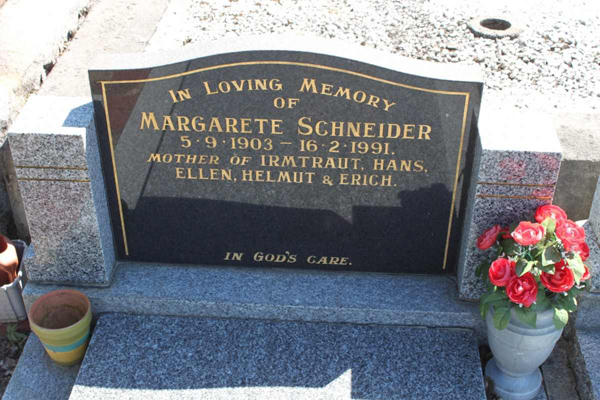 IN LOVING MEMORY
OF
MARGARETE SCHNEIDER
5·9·1903 – 16·2·1991.
MOTHER OF IRMTRAUT, HANS,
ELLEN, HELMUT & ERICH.
IN GOD'S CARE.